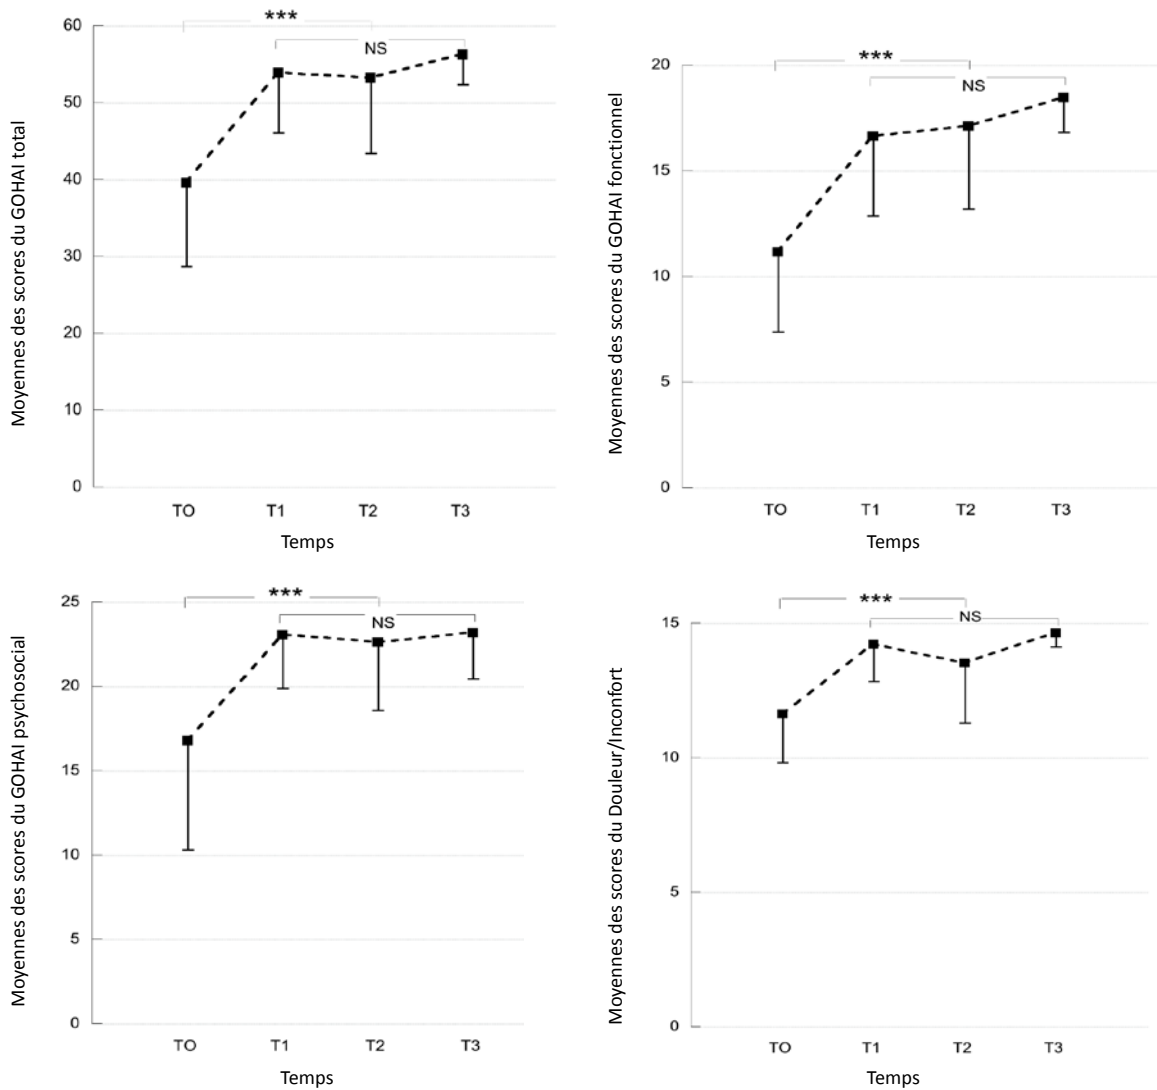 Moyennes des scores du GOHAI total
60
50
40
30
20
10
0
***
NS
TO
T1
T2
T3
Temps
Moyennes des scores du GOHAI fonctionnel
20
15
10
5
0
***
NS
TO
T1
T2
T3
Temps
Moyennes des scores du GOHAI psychosocial
25
20
15
10
5
0
***
NS
TO
T1
T2
T3
Temps
Moyennes des scores du Douleur/Inconfort
15
10
5
0
***
NS
TO
T1
T2
T3
Temps